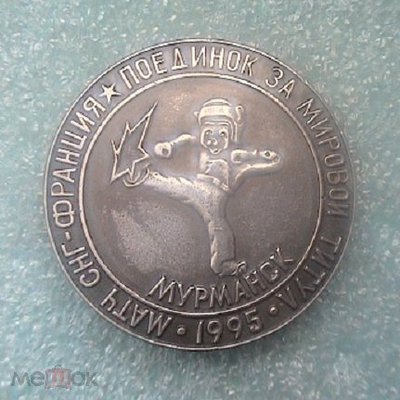 МАТЧ СНГ-ФРАНЦИЯ ★ ПОЕДИНОК ЗА МИРОВОЙ ТИТУЛ • 1995 •
МУРМАНСК
мешок